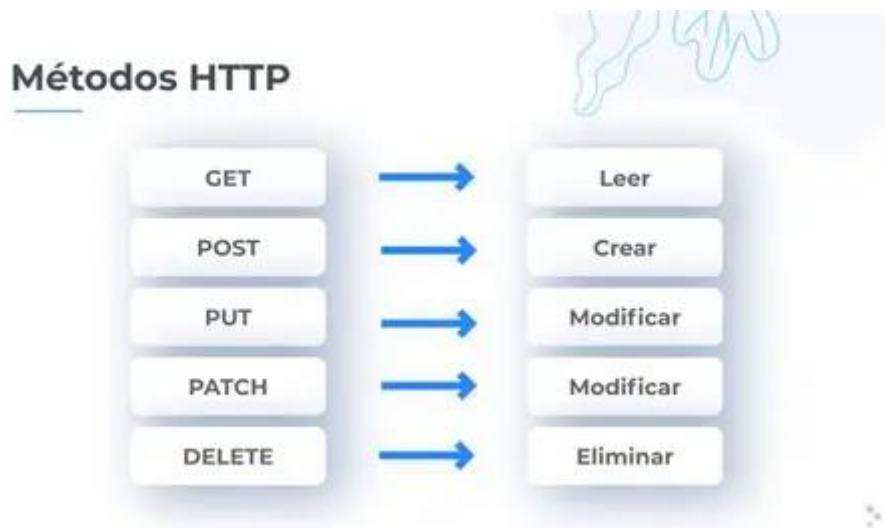 Métodos HTTP
GET Leer
POST Crear
PUT Modificar
PATCH Modificar
DELETE Eliminar